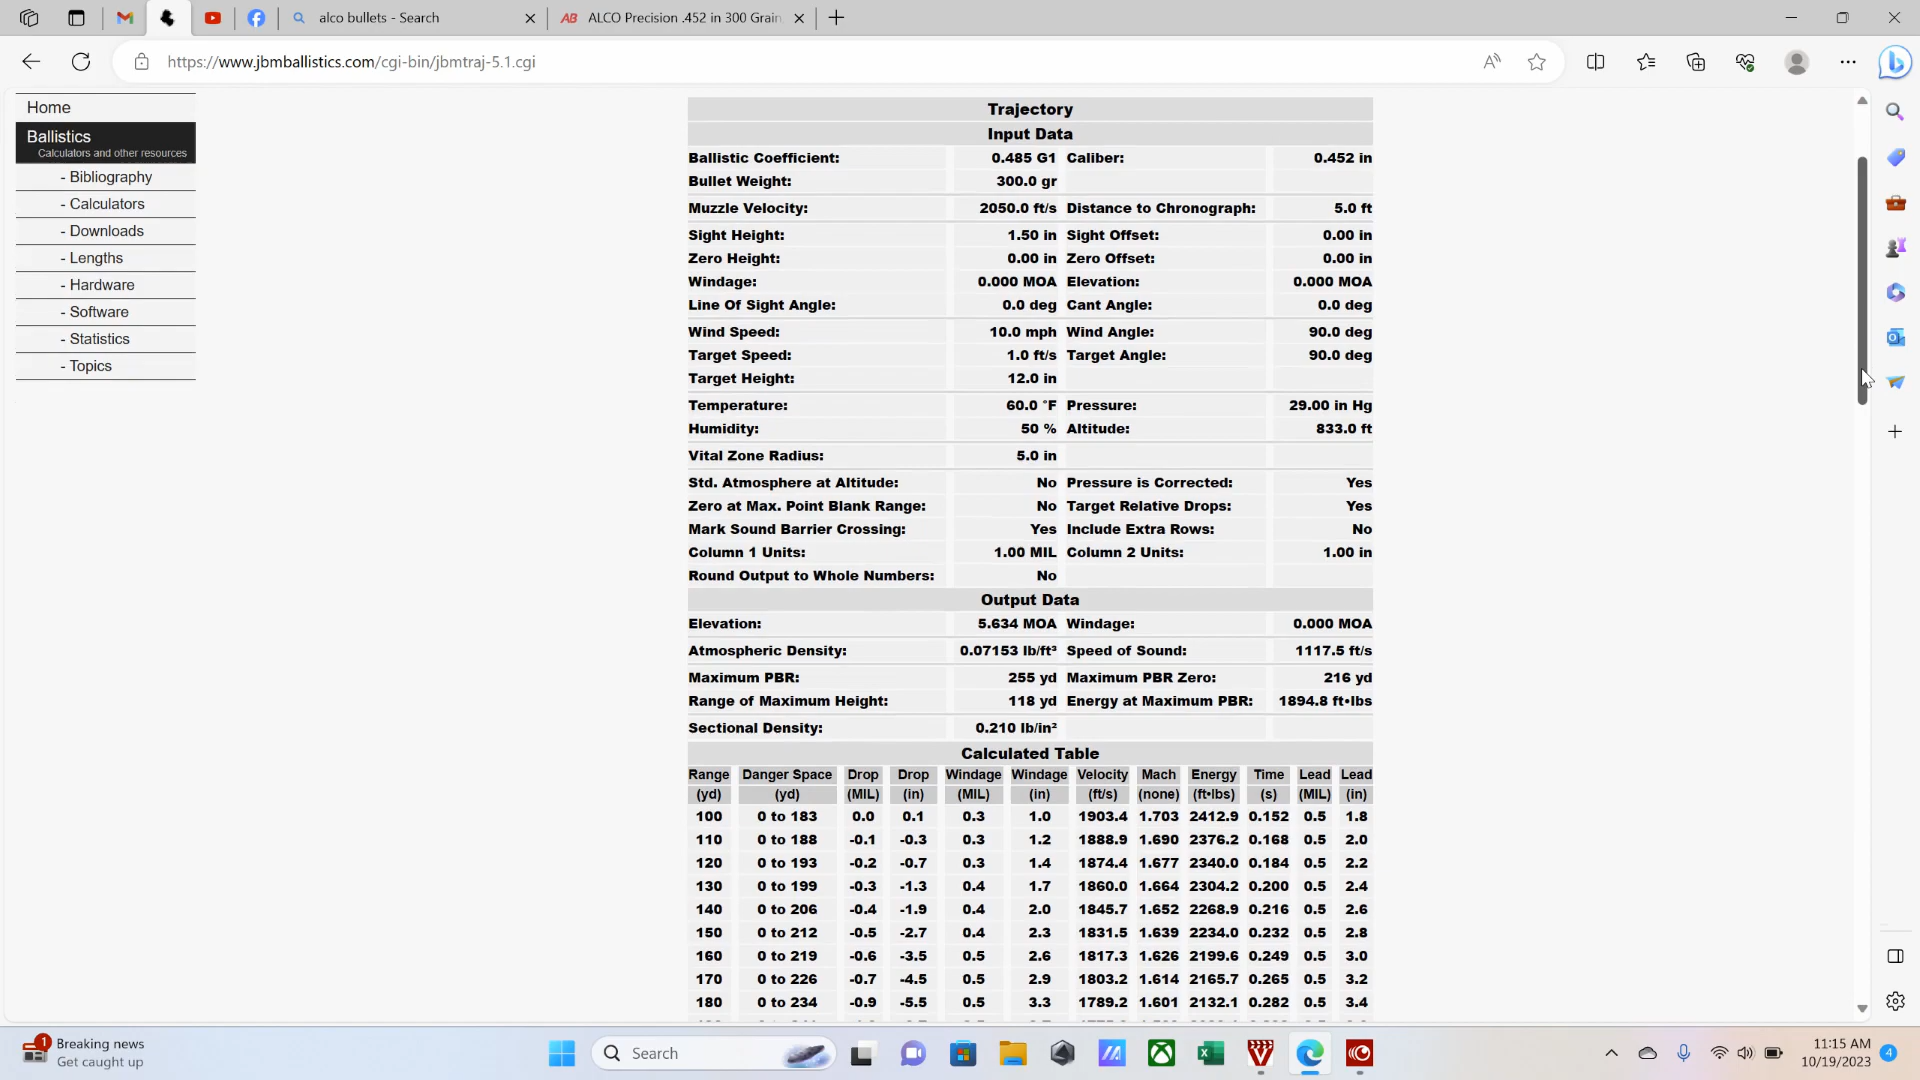 alco bullets - Search
AB ALCO Precision .452 in 300 Grain
https://www.jbmballistics.com/cgi-bin/jbmtraj-5.1.cgi
Home
Ballistics
Calculators and other resources
- Bibliography
- Calculators
- Downloads
- Lengths
- Hardware
- Software
- Statistics
- Topics
Trajectory
Input Data
Ballistic Coefficient: 0.485 G1 Caliber: 0.452 in
Bullet Weight: 300.0 gr
Muzzle Velocity: 2050.0 ft/s Distance to Chronograph: 5.0 ft
Sight Height: 1.50 in Sight Offset: 0.00 in
Zero Height: 0.00 in Zero Offset: 0.00 in
Windage: 0.000 MOA Elevation: 0.000 MOA
Line Of Sight Angle: 0.0 deg Cant Angle: 0.0 deg
Wind Speed: 10.0 mph Wind Angle: 90.0 deg
Target Speed: 1.0 ft/s Target Angle: 90.0 deg
Target Height: 12.0 in
Temperature: 60.0 °F Pressure: 29.00 in Hg
Humidity: 50 % Altitude: 833.0 ft
Vital Zone Radius: 5.0 in
Std. Atmosphere at Altitude: No Pressure is Corrected: Yes
Zero at Max. Point Blank Range: No Target Relative Drops: Yes
Mark Sound Barrier Crossing: Yes Include Extra Rows: No
Column 1 Units: 1.00 MIL Column 2 Units: 1.00 in
Round Output to Whole Numbers: No
Output Data
Elevation: 5.634 MOA Windage: 0.000 MOA
Atmospheric Density: 0.07153 lb/ft³ Speed of Sound: 1117.5 ft/s
Maximum PBR: 255 yd Maximum PBR Zero: 216 yd
Range of Maximum Height: 118 yd Energy at Maximum PBR: 1894.8 ft•lbs
Sectional Density: 0.210 lb/in²
Calculated Table
Range Danger Space Drop Drop Windage Windage Velocity Mach Energy Time Lead Lead
(yd) (yd) (MIL) (in) (MIL) (in) (ft/s) (none) (ft•lbs) (s) (MIL) (in)
100 0 to 183 0.0 0.1 0.3 1.0 1903.4 1.703 2412.9 0.152 0.5 1.8
110 0 to 188 -0.1 -0.3 0.3 1.2 1888.9 1.690 2376.2 0.168 0.5 2.0
120 0 to 193 -0.2 -0.7 0.3 1.4 1874.4 1.677 2340.0 0.184 0.5 2.2
130 0 to 199 -0.3 -1.3 0.4 1.7 1860.0 1.664 2304.2 0.200 0.5 2.4
140 0 to 206 -0.4 -1.9 0.4 2.0 1845.7 1.652 2268.9 0.216 0.5 2.6
150 0 to 212 -0.5 -2.7 0.4 2.3 1831.5 1.639 2234.0 0.232 0.5 2.8
160 0 to 219 -0.6 -3.5 0.5 2.6 1817.3 1.626 2199.6 0.249 0.5 3.0
170 0 to 226 -0.7 -4.5 0.5 2.9 1803.2 1.614 2165.7 0.265 0.5 3.2
180 0 to 234 -0.9 -5.5 0.5 3.3 1789.2 1.601 2132.1 0.282 0.5 3.4
1
Breaking news
Get caught up
Search
11:15 AM
10/19/2023
4